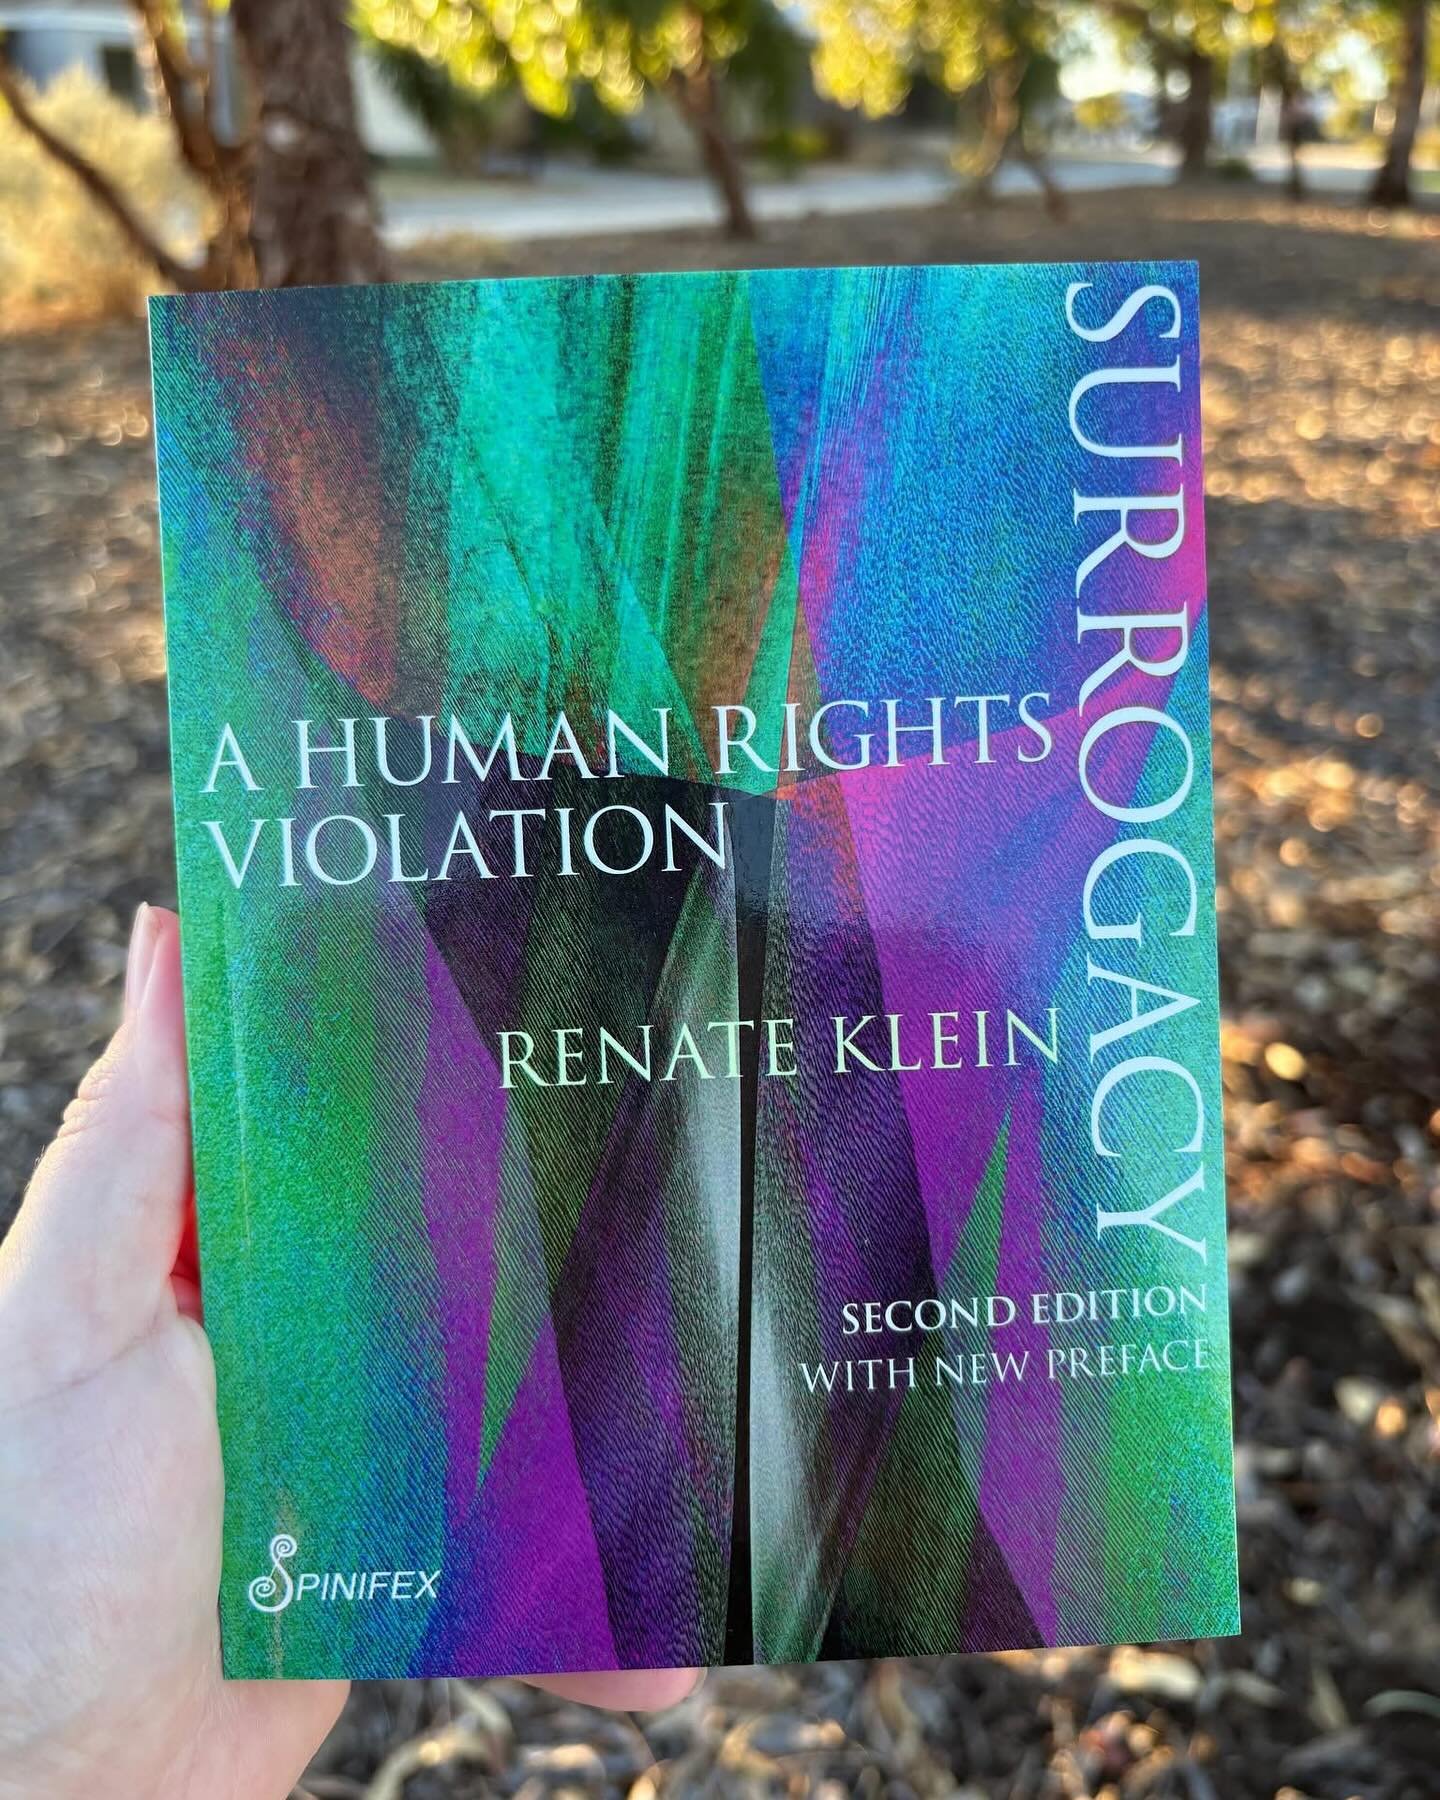 SURROGACY
A HUMAN RIGHTS
VIOLATION
RENATE KLEIN
SECOND EDITION
WITH NEW PREFACE
SPINIFEX